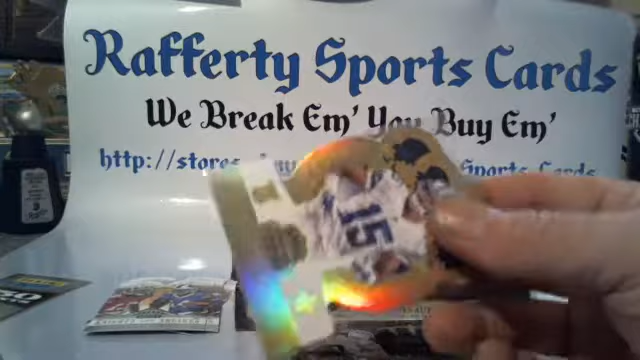 Rafferty Sports Cards
We Break Em' You Buy Em'
http://stores. Sports Cards
15